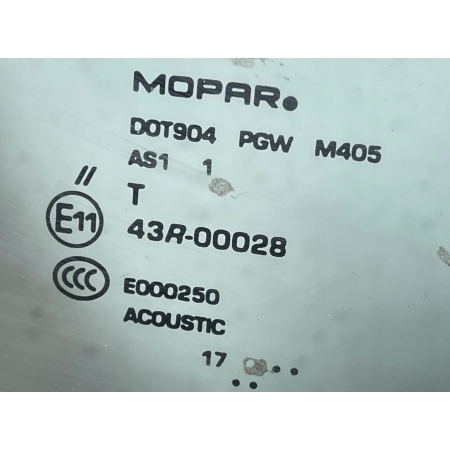 MOPAR.
DOT904 PGW M405
AS1 1
//
T
E11
43R-00028
CCC
E000250
ACOUSTIC
17